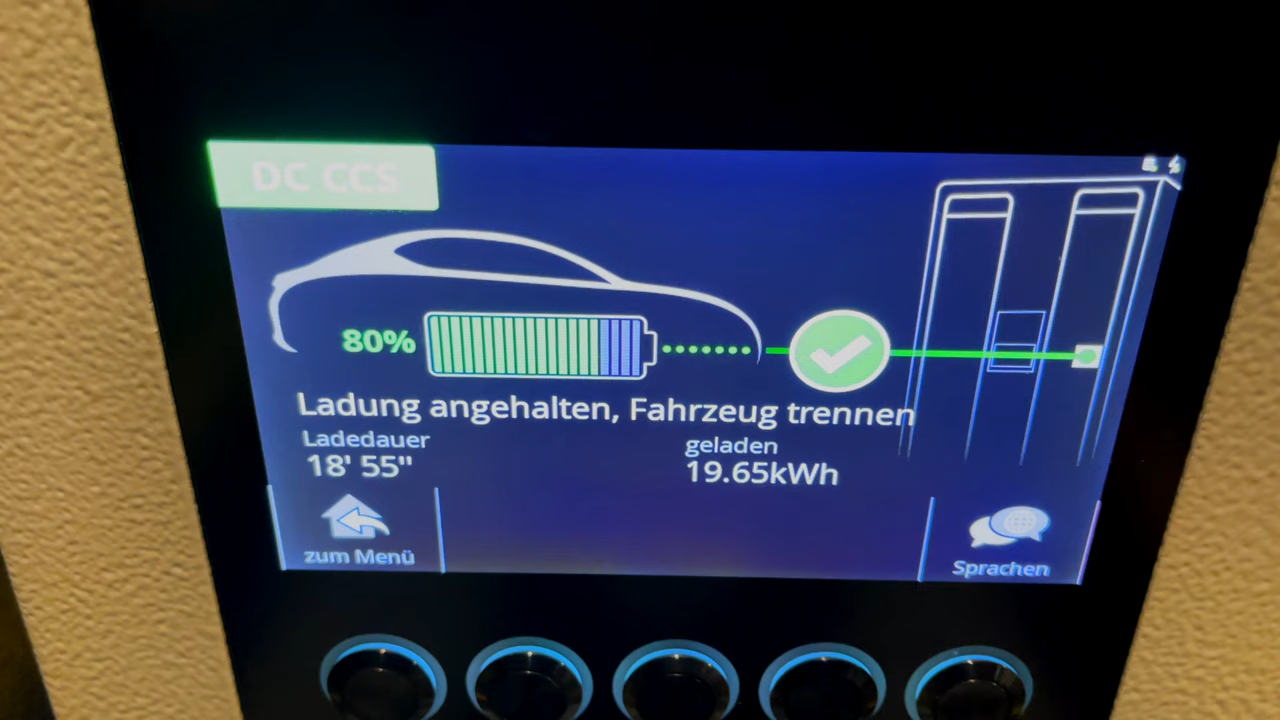 DC CCS
80%
Ladung angehalten, Fahrzeug trennen
Ladedauer
18' 55"
geladen
19.65kWh
zum Menü
Sprachen